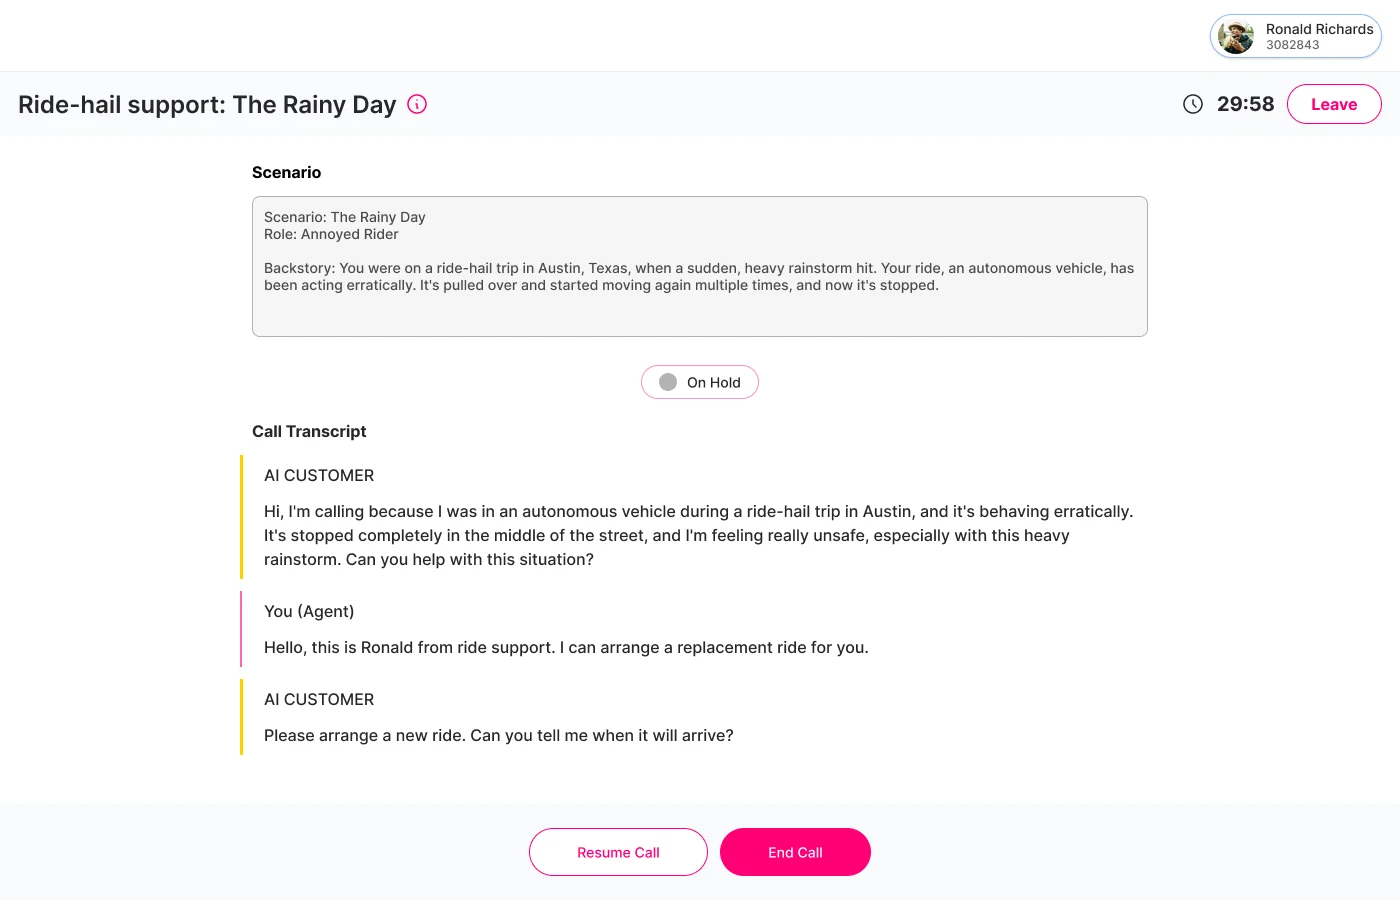 Ronald Richards
3082843
Ride-hail support: The Rainy Day
29:58
Leave
Scenario
Scenario: The Rainy Day
Role: Annoyed Rider
Backstory: You were on a ride-hail trip in Austin, Texas, when a sudden, heavy rainstorm hit. Your ride, an autonomous vehicle, has
been acting erratically. It's pulled over and started moving again multiple times, and now it's stopped.
On Hold
Call Transcript
AI CUSTOMER
Hi, I'm calling because I was in an autonomous vehicle during a ride-hail trip in Austin, and it's behaving erratically.
It's stopped completely in the middle of the street, and I'm feeling really unsafe, especially with this heavy
rainstorm. Can you help with this situation?
You (Agent)
Hello, this is Ronald from ride support. I can arrange a replacement ride for you.
AI CUSTOMER
Please arrange a new ride. Can you tell me when it will arrive?
Resume Call
End Call